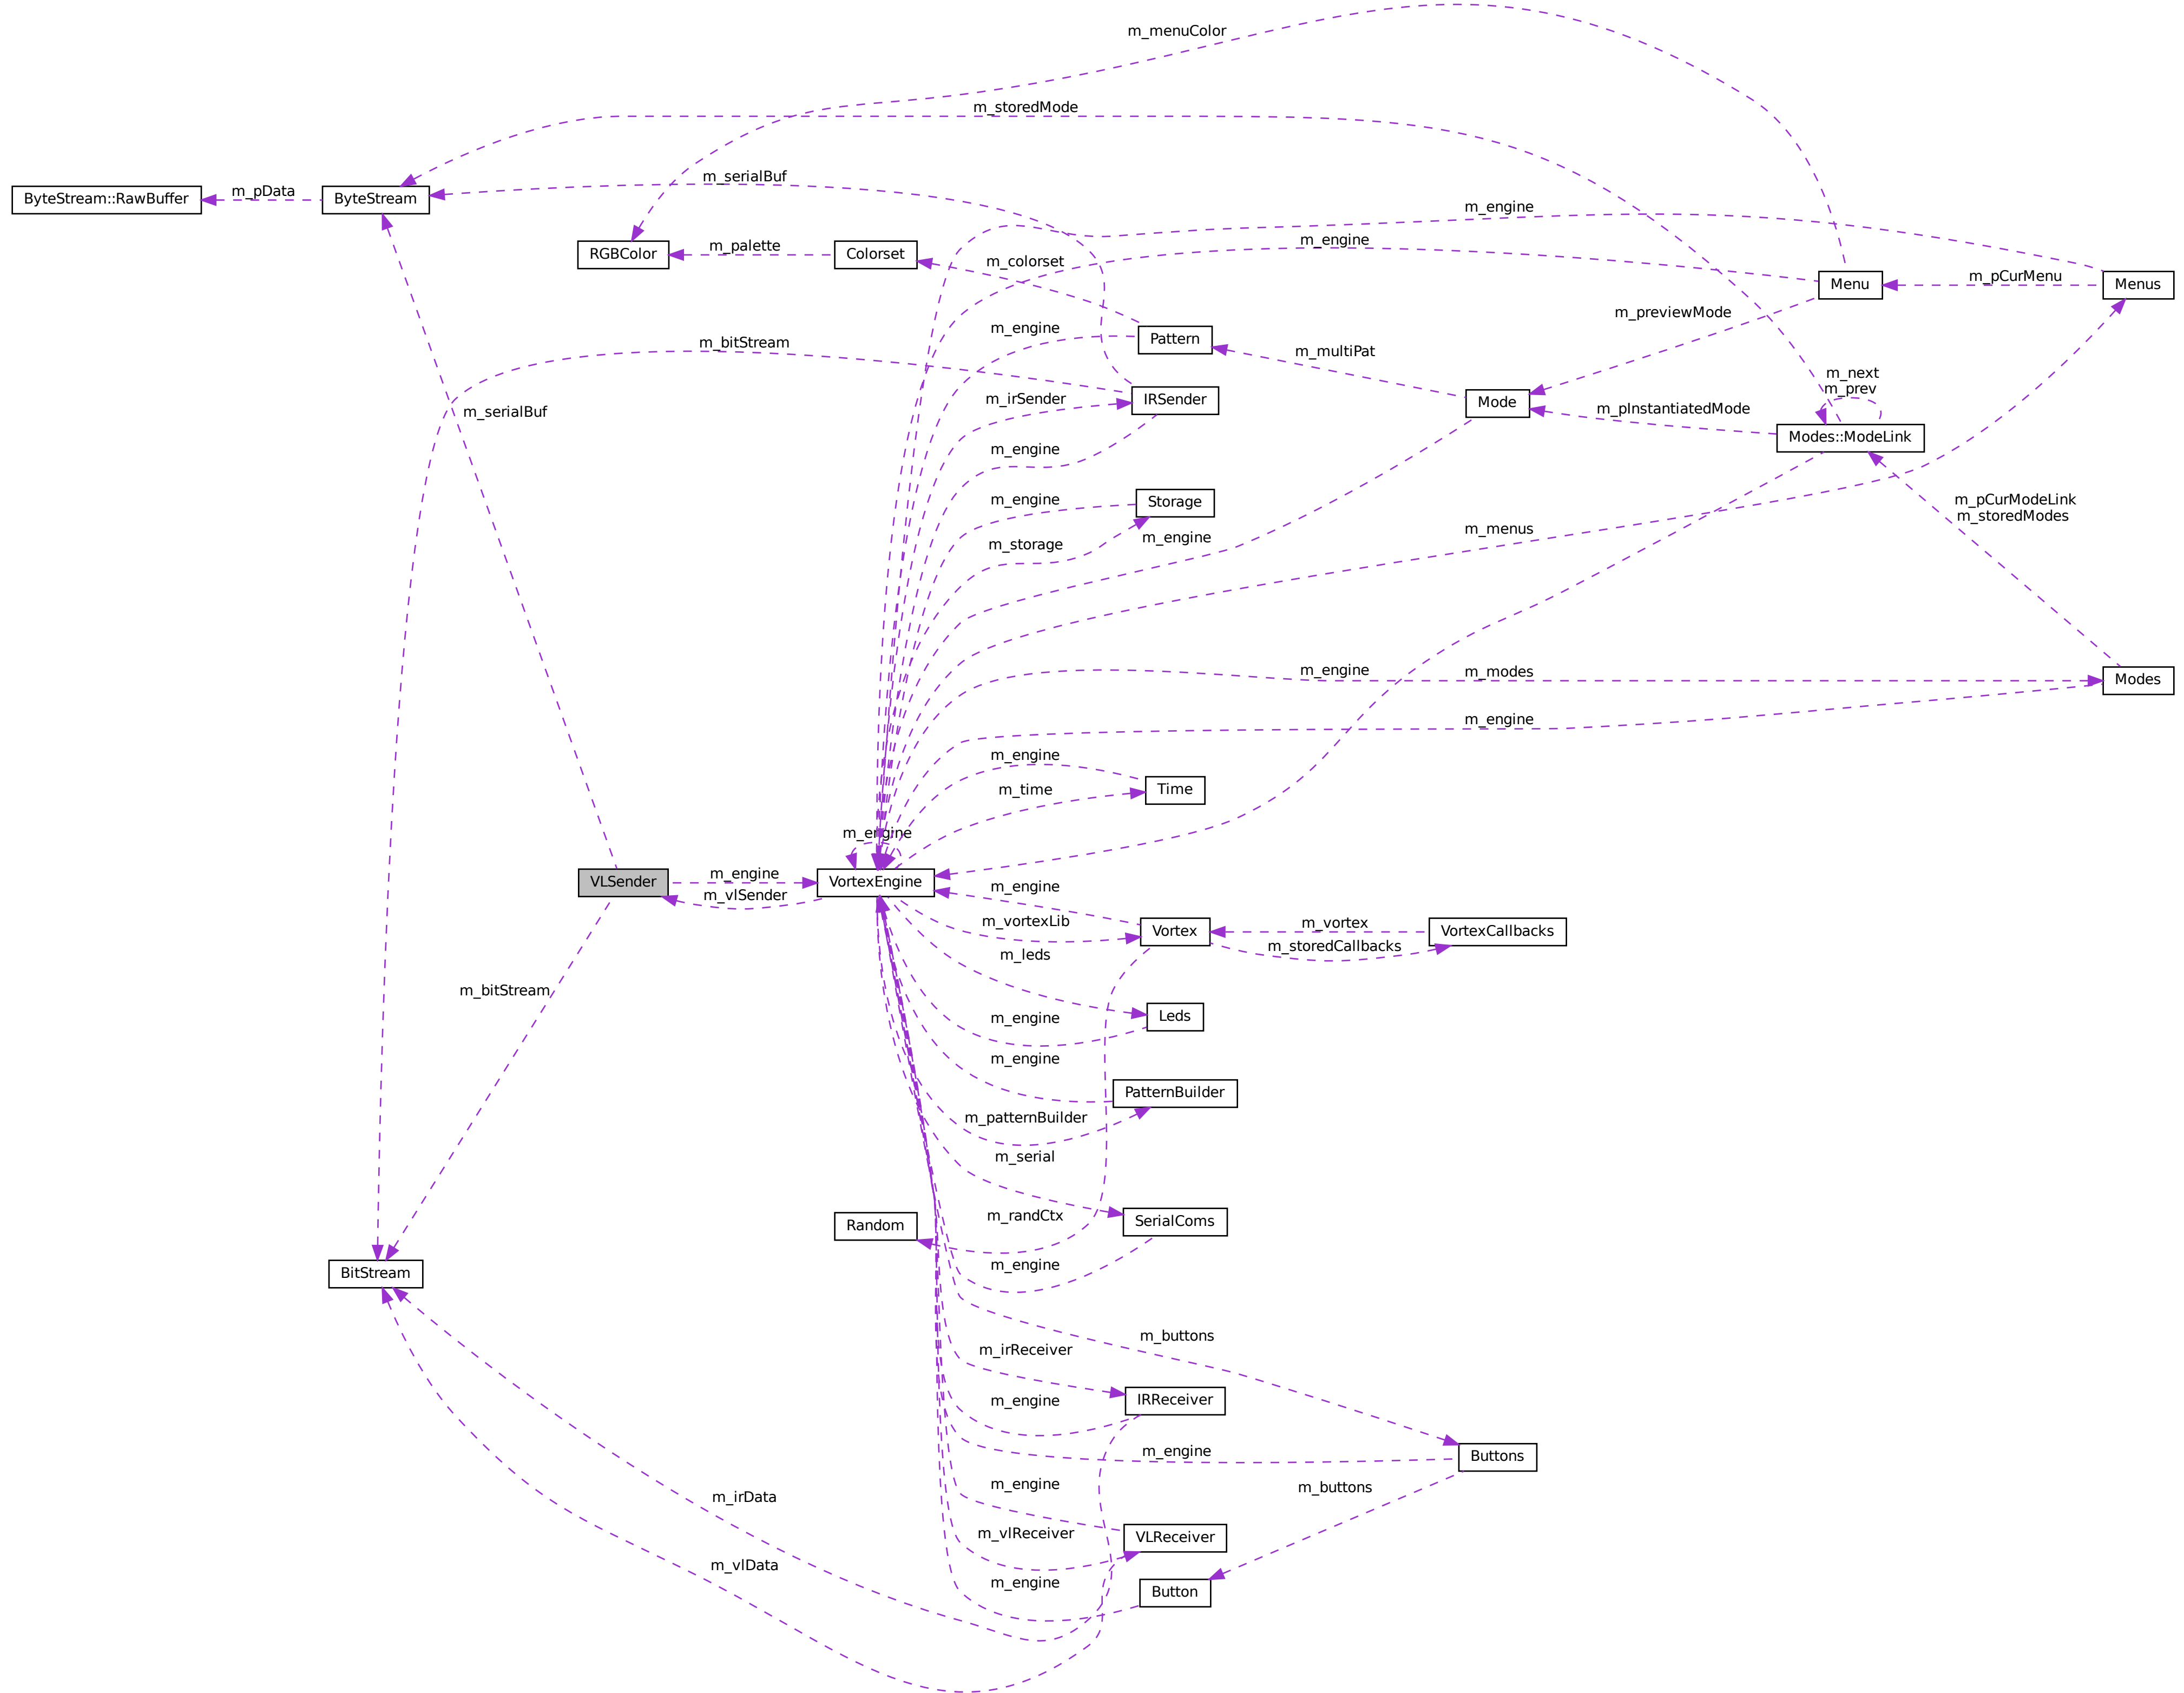 m_menuColor
m_storedMode
m_serialBuf
ByteStream::RawBuffer
m_pData
ByteStream
m_engine
m_engine
RGBColor
m_palette
Colorset
m_colorset
Menu
m_pCurMenu
Menus
m_previewMode
m_engine
Pattern
m_bitStream
m_multiPat
m_next
m_prev
m_irSender
IRSender
Mode
m_pInstantiatedMode
m_serialBuf
Modes::ModeLink
m_engine
m_engine
Storage
m_pCurModeLink
m_storedModes
m_storage
m_engine
m_menus
m_engine
m_modes
Modes
m_engine
m_engine
m_time
Time
m_engine
VLSender
m_engine
m_vlSender
VortexEngine
m_engine
m_vortexLib
Vortex
m_vortex
m_storedCallbacks
VortexCallbacks
m_leds
m_bitStream
Leds
m_engine
m_engine
PatternBuilder
m_patternBuilder
m_serial
Random
m_randCtx
SerialComs
m_engine
BitStream
m_buttons
m_irReceiver
IRReceiver
m_engine
m_engine
Buttons
m_engine
m_buttons
m_irData
m_vlReceiver
VLReceiver
m_vlData
m_engine
Button